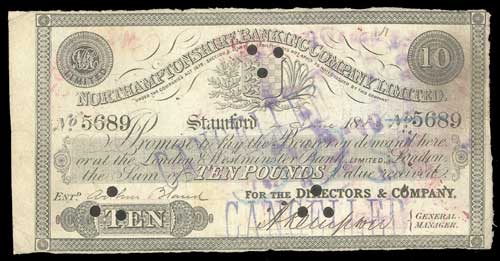 10
LIMITED.
NORTHAMPTONSHIRE BANKING COMPANY LIMITED.
No 5689 Stamford 18 No 5689
I Promise to Pay the Bearer on demand here
or at the London & Westminster Bank, LIMITED, London,
the Sum of TEN POUNDS Value received
ENTD. FOR THE DIRECTORS & COMPANY.
TEN CANCELLED
GENERAL
MANAGER.